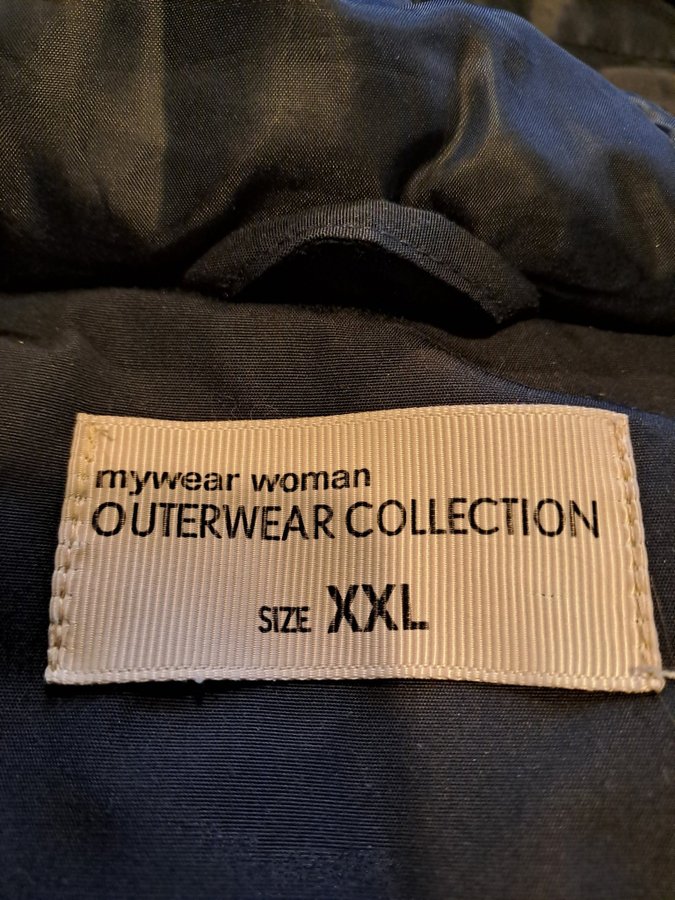 mywear woman
OUTERWEAR COLLECTION
SIZE XXL